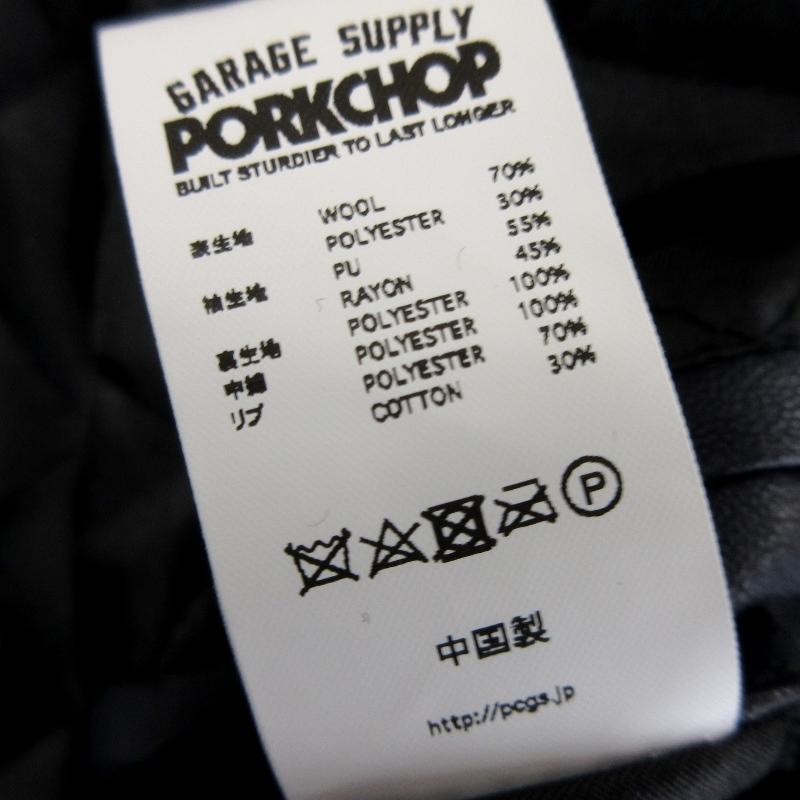 GARAGE SUPPLY
PORKCHOP
BUILT STURDIER TO LAST LONGER
表生地 WOOL 70%
POLYESTER 30%
袖生地 PU 55%
RAYON 45%
裏生地 POLYESTER 100%
中綿 POLYESTER 100%
リブ POLYESTER 70%
COTTON 30%
P
中国製
http://pcgs.jp